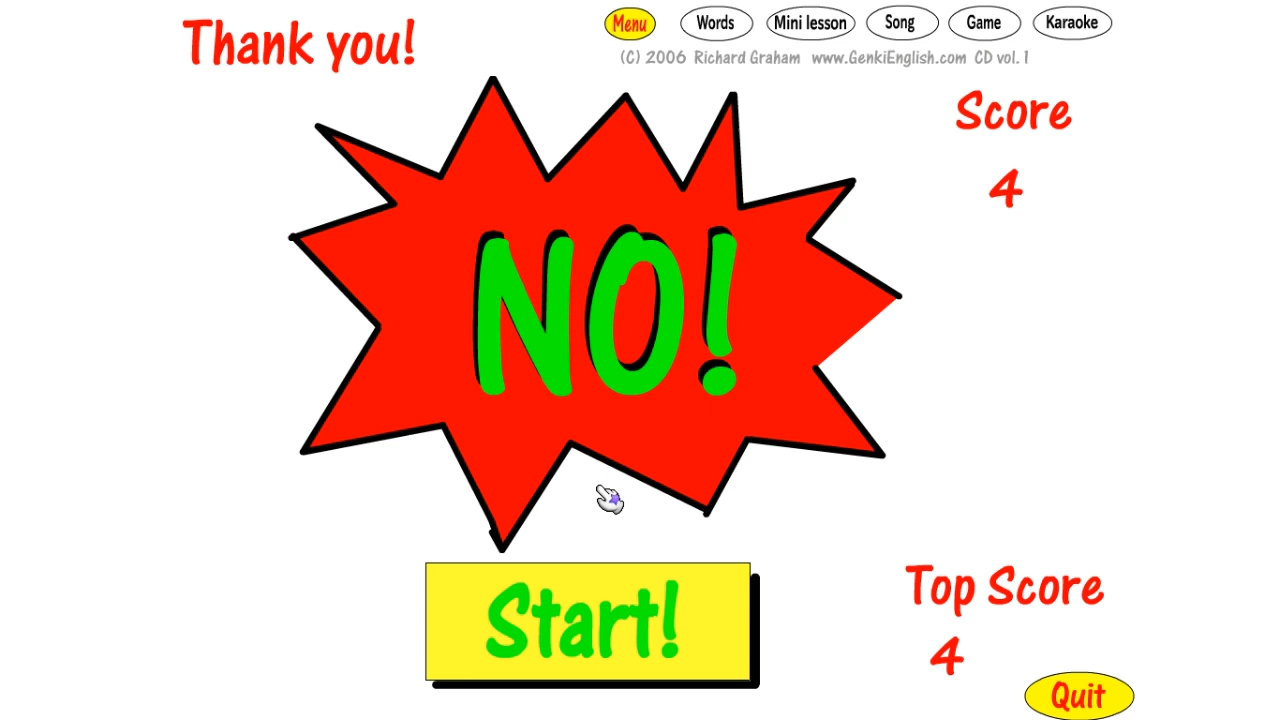 Thank you!
Menu Words Mini lesson Song Game Karaoke
(C) 2006 Richard Graham www.GenkiEnglish.com CD vol. 1
Score
4
NO!
Start!
Top Score
4
Quit